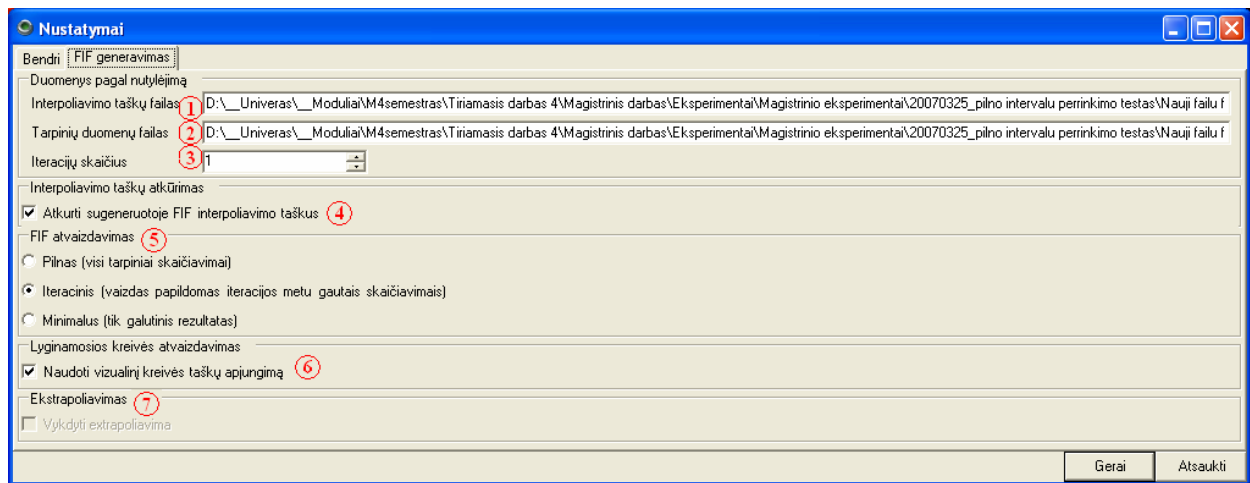 Nustatymai
Bendri FIF generavimas
Duomenys pagal nutylėjimą
Interpoliavimo taškų failas 1 D:\__Univeras\__Moduliai\M4semestras\Tiriamasis darbas 4\Magistrinis darbas\Eksperimentai\Magistrinio eksperimentai\20070325_pilno intervalu perrinkimo testas\Nauji failu f
Tarpinių duomenų failas 2 D:\__Univeras\__Moduliai\M4semestras\Tiriamasis darbas 4\Magistrinis darbas\Eksperimentai\Magistrinio eksperimentai\20070325_pilno intervalu perrinkimo testas\Nauji failu f
Iteracijų skaičius 3 1
Interpoliavimo taškų atkūrimas
Atkurti sugeneruotoje FIF interpoliavimo taškus 4
FIF atvaizdavimas 5
Pilnas (visi tarpiniai skaičiavimai)
Iteracinis (vaizdas papildomas iteracijos metu gautais skaičiavimais)
Minimalus (tik galutinis rezultatas)
Lyginamosios kreivės atvaizdavimas
Naudoti vizualinį kreivės taškų apjungimą 6
Ekstrapoliavimas 7
Vykdyti extrapoliavima
Gerai Atsaukti